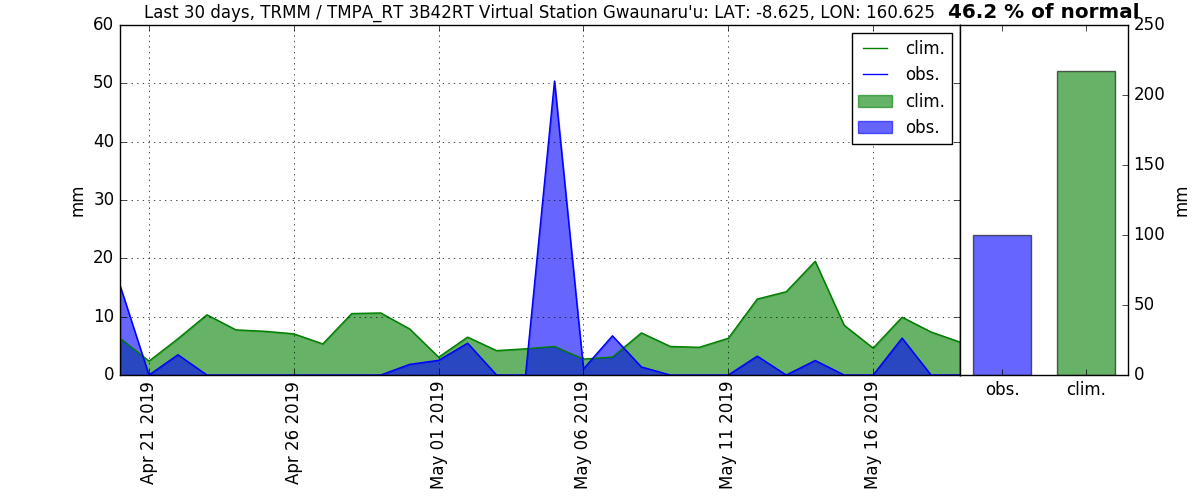 Last 30 days, TRMM / TMPA_RT 3B42RT Virtual Station Gwaunaru'u: LAT: -8.625, LON: 160.625 46.2 % of normal
60
50
40
30
20
10
0
mm
clim.
obs.
clim.
obs.
Apr 21 2019
Apr 26 2019
May 01 2019
May 06 2019
May 11 2019
May 16 2019
250
200
150
100
50
0
mm
obs. clim.